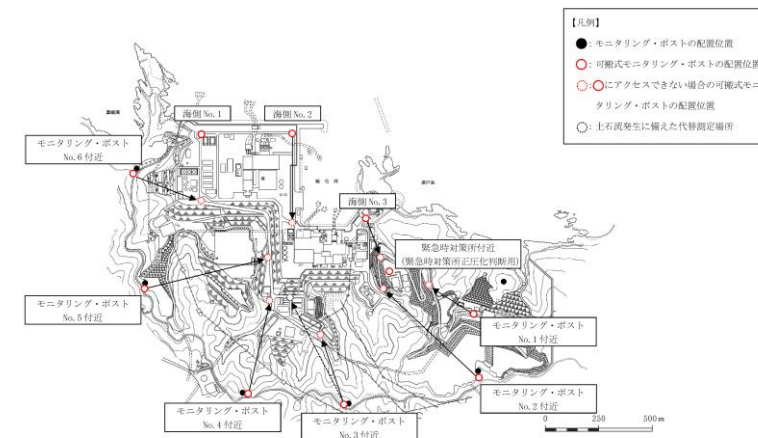 【凡例】
●：モニタリング・ポストの配置位置
○：可搬式モニタリング・ポストの配置位置
○：○にアクセスできない場合の可搬式モニ
タリング・ポストの配置位置
○：土石流発生に備えた代替測定場所
海側 No. 1
海側 No. 2
モニタリング・ポスト
No. 6 付近
海側 No. 3
緊急時対策所付近
(緊急時対策所正圧化判断用)
モニタリング・ポスト
No. 5 付近
モニタリング・ポスト
No. 1 付近
モニタリング・ポスト
No. 2 付近
モニタリング・ポスト
No. 4 付近
モニタリング・ポスト
No. 3 付近
0 250 500 m